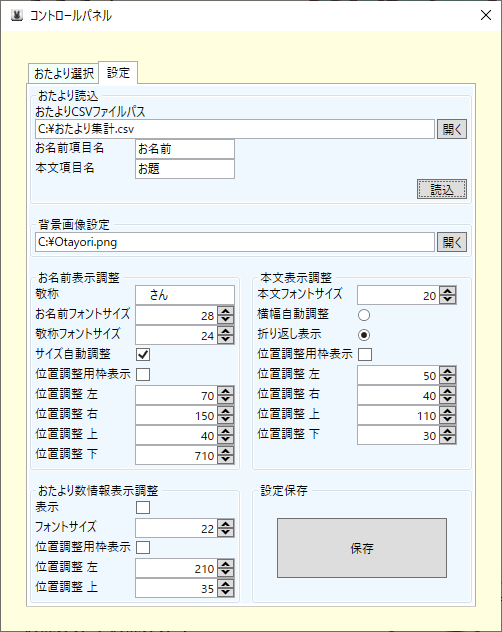 コントロールパネル
おたより選択 設定
おたより読込
おたよりCSVファイルパス
C:¥おたより集計.csv 開く
お名前項目名 お名前
本文項目名 お題
読込
背景画像設定
C:¥Otayori.png 開く
お名前表示調整
敬称 さん
お名前フォントサイズ 28
敬称フォントサイズ 24
サイズ自動調整
位置調整用枠表示
位置調整 左 70
位置調整 右 150
位置調整 上 40
位置調整 下 710
本文表示調整
本文フォントサイズ 20
横幅自動調整
折り返し表示
位置調整用枠表示
位置調整 左 50
位置調整 右 40
位置調整 上 110
位置調整 下 30
おたより数情報表示調整
表示
フォントサイズ 22
位置調整用枠表示
位置調整 左 210
位置調整 上 35
設定保存
保存